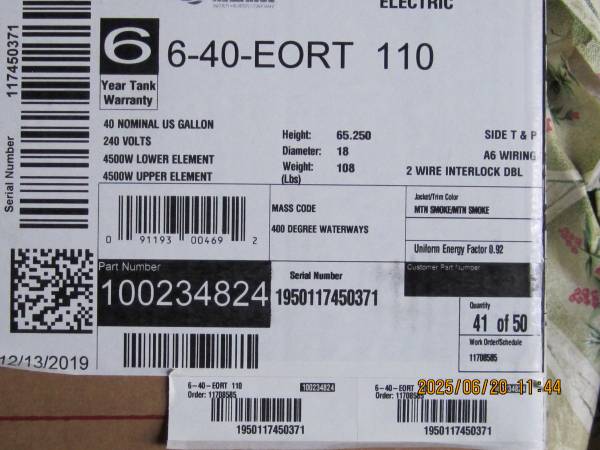 ELECTRIC
6
6-40-EORT 110
Year Tank
Warranty
117450371
Serial Number
40 NOMINAL US GALLON
240 VOLTS
4500W LOWER ELEMENT
4500W UPPER ELEMENT
Height: 65.250
Diameter: 18
Weight: 108
(Lbs)
SIDE T & P
A6 WIRING
2 WIRE INTERLOCK DBL
0 91193 00469 2
MASS CODE
400 DEGREE WATERWAYS
Jacket/Trim Color
MTN SMOKE/MTN SMOKE
Uniform Energy Factor 0.92
Part Number
100234824
Serial Number
1950117450371
Customer Part Number
Quantity
41 of 50
Work Order/Schedule
11708585
12/13/2019
6-40-EORT 110 100234824
Order: 11708585
1950117450371
6-40-EORT
Order: 11708585
1950117450371
2025/06/20 11:44